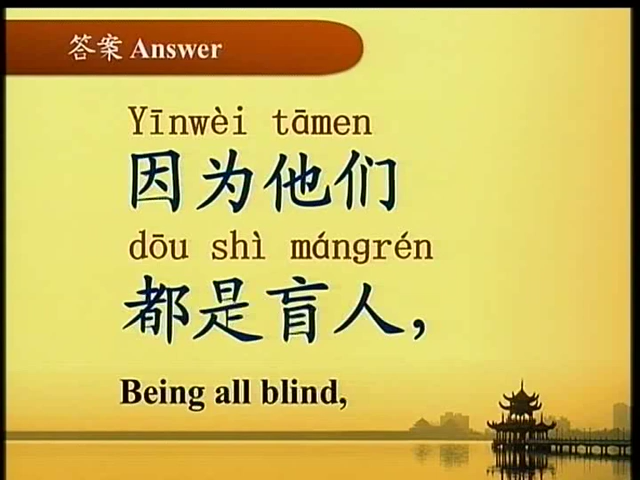 答案 Answer
Yīnwèi tāmen
因为他们
dōu shì mángrén
都是盲人，
Being all blind,